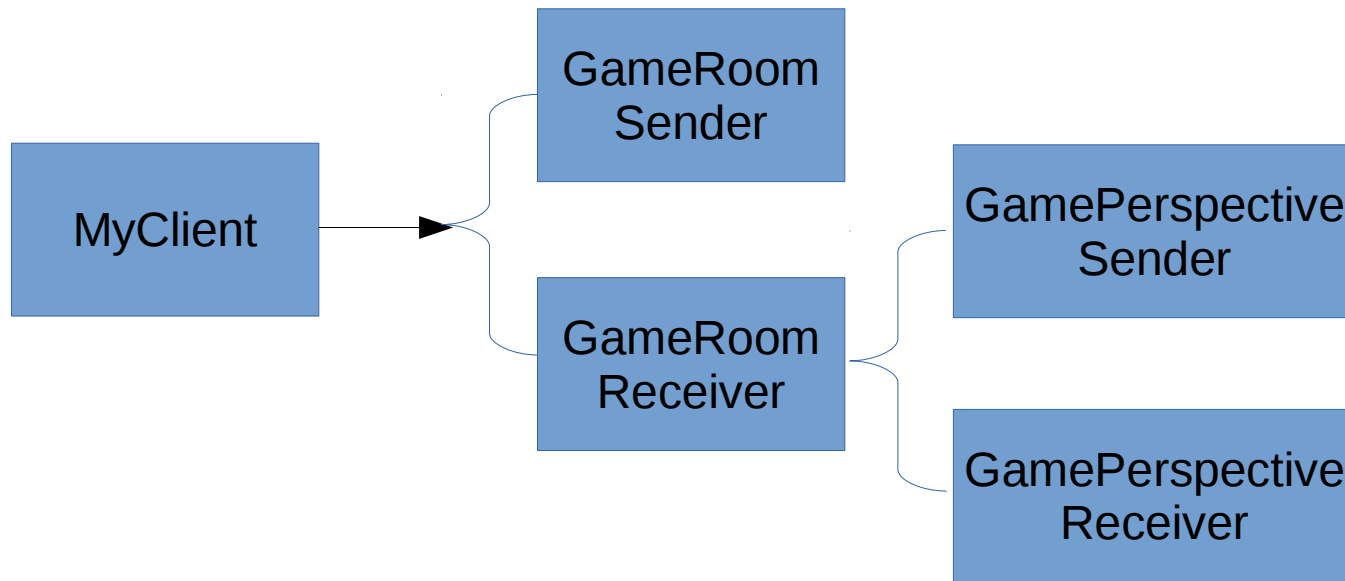 MyClient
GameRoom
Sender
GameRoom
Receiver
GamePerspective
Sender
GamePerspective
Receiver